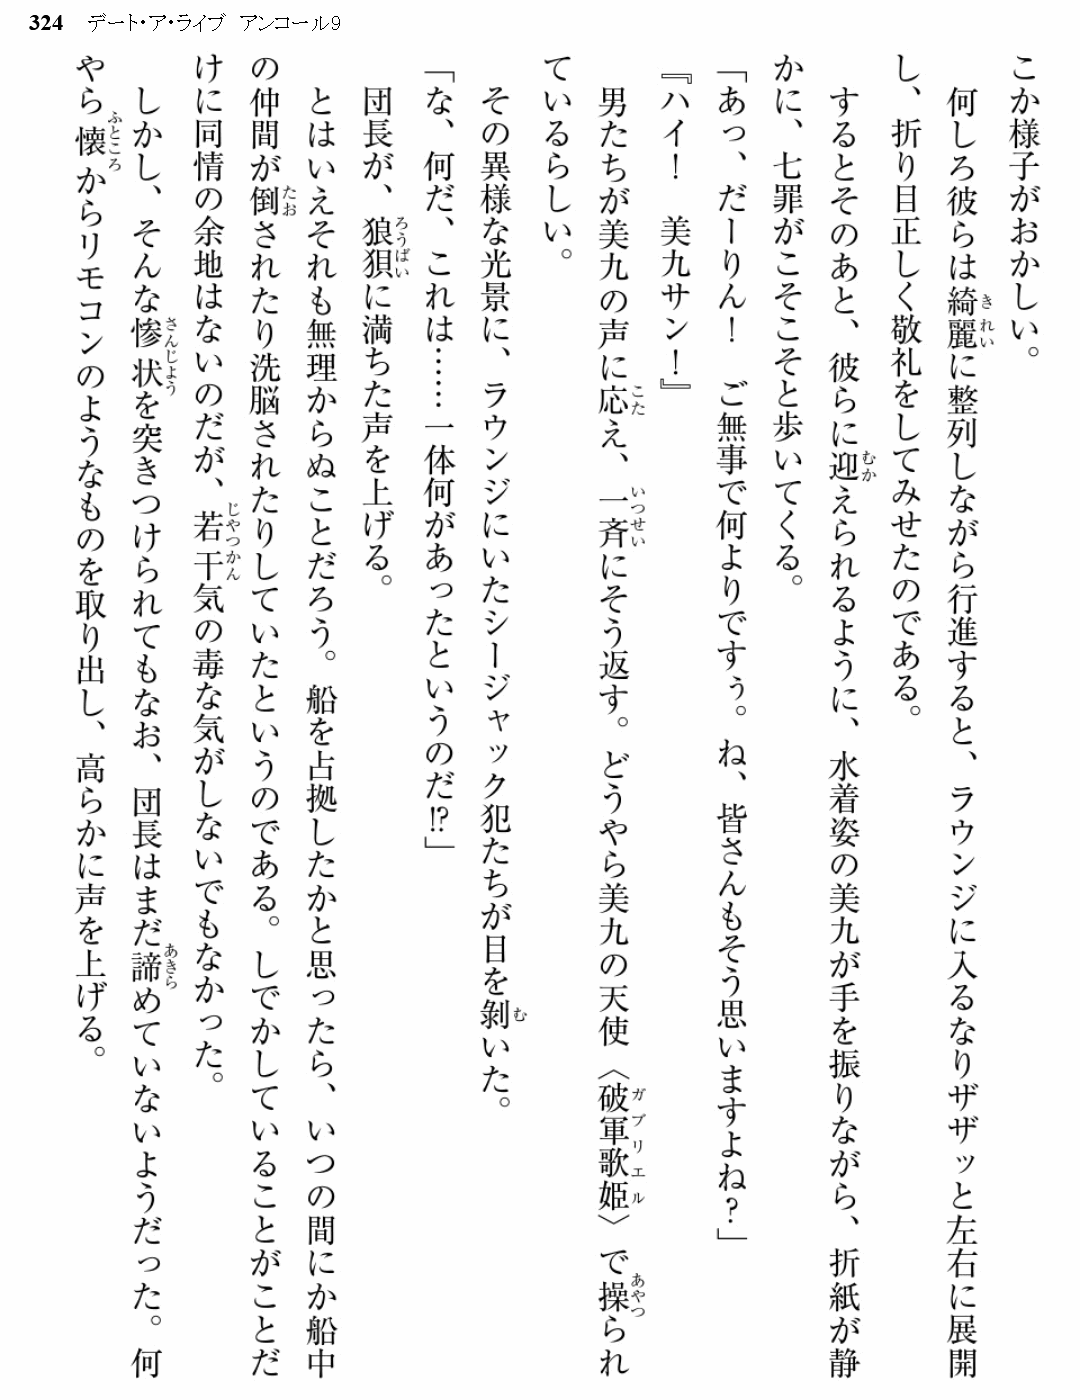 324 デート・ア・ライブ アンコール9
こか様子がおかしい。
何しろ彼らは綺麗に整列しながら行進すると、ラウンジに入るなりザザッと左右に展開
し、折り目正しく敬礼をしてみせたのである。
するとそのあと、彼らに迎えられるように、水着姿の美九が手を振りながら、折紙が静
かに、七罪がこそこそと歩いてくる。
「あっ、だーりん！　ご無事で何よりですぅ。ね、皆さんもそう思いますよね？」
『ハイ！　美九サン！』
男たちが美九の声に応え、一斉にそう返す。どうやら美九の天使〈破軍歌姫〉で操られ
ているらしい。
その異様な光景に、ラウンジにいたシージャック犯たちが目を剝いた。
「な、何だ、これは……一体何があったというのだ!?」
団長が、狼狽に満ちた声を上げる。
とはいえそれも無理からぬことだろう。船を占拠したかと思ったら、いつの間にか船中
の仲間が倒されたり洗脳されたりしていたというのである。しでかしていることがことだ
けに同情の余地はないのだが、若干気の毒な気がしないでもなかった。
しかし、そんな惨状を突きつけられてもなお、団長はまだ諦めていないようだった。何
やら懐からリモコンのようなものを取り出し、高らかに声を上げる。